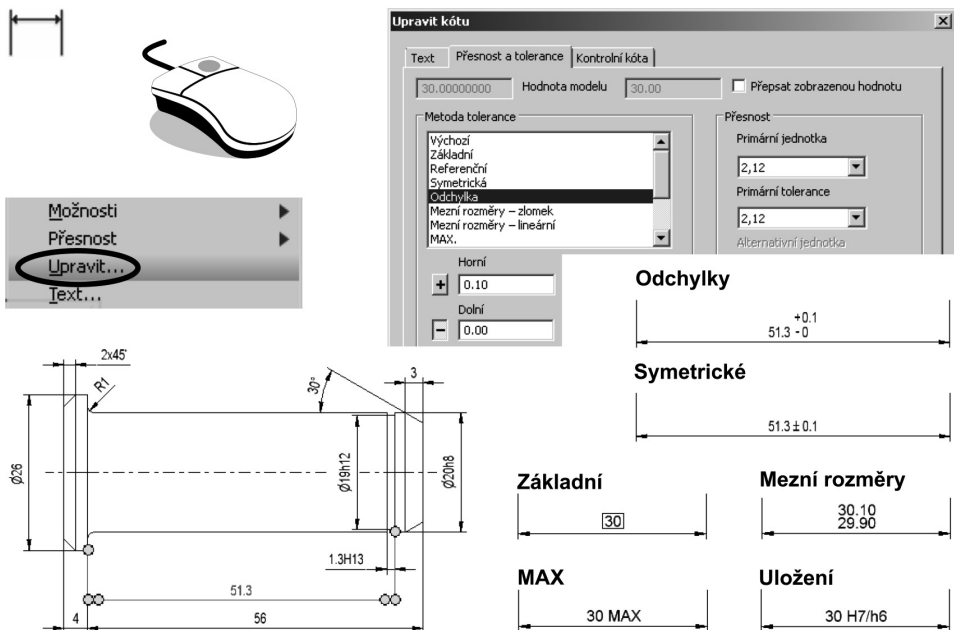 Upravit kótu
Text Přesnost a tolerance Kontrolní kóta
30.00000000 Hodnota modelu 30.00 Přepsat zobrazenou hodnotu
Metoda tolerance
Výchozí
Základní
Referenční
Symetrická
Odchylka
Mezní rozměry – zlomek
Mezní rozměry – lineární
MAX.
Horní
+ 0.10
Dolní
- 0.00
Přesnost
Primární jednotka
2,12
Primární tolerance
2,12
Alternativní jednotka
Možnosti
Přesnost
Upravit...
Text...
Odchylky
+0.1
51.3 - 0
Symetrické
51.3 ± 0.1
Základní
30
Mezní rozměry
30.10
29.90
MAX
30 MAX
Uložení
30 H7/h6
2x45°
R1
30°
3
Ø26
Ø19h12
Ø20h8
1.3H13
51.3
4
56